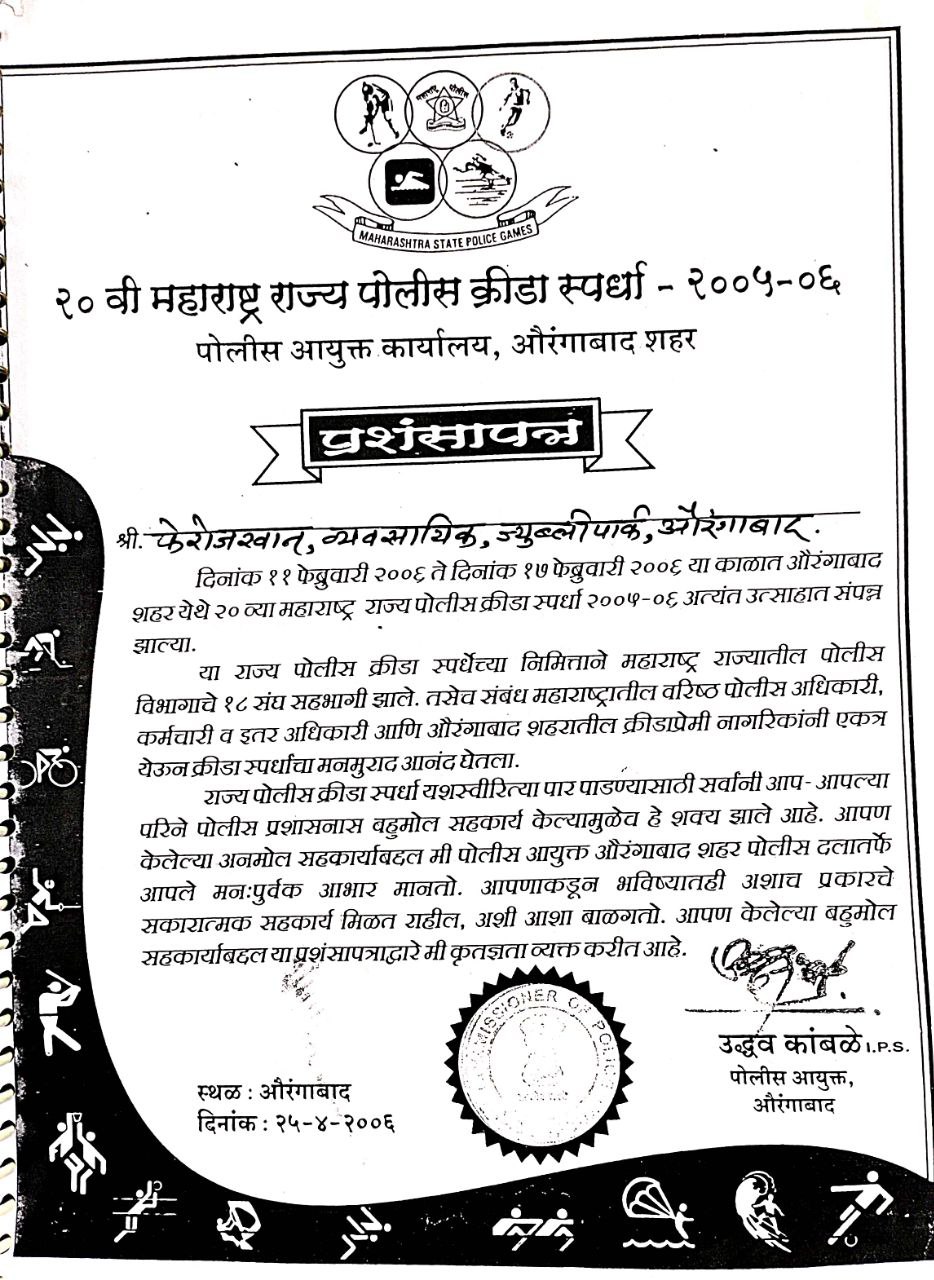 महाराष्ट्र पोलीस
MAHARASHTRA STATE POLICE GAMES
२० वी महाराष्ट्र राज्य पोलीस क्रीडा स्पर्धा - २००५-०६
पोलीस आयुक्त कार्यालय, औरंगाबाद शहर
प्रशंसापत्र
श्री. फेरोजखान, व्यवसायिक, ज्युब्लीपार्क, औरंगाबाद.
दिनांक ११ फेब्रुवारी २००६ ते दिनांक १७ फेब्रुवारी २००६ या काळात औरंगाबाद
शहर येथे २० व्या महाराष्ट्र राज्य पोलीस क्रीडा स्पर्धा २००५-०६ अत्यंत उत्साहात संपन्न
झाल्या.
या राज्य पोलीस क्रीडा स्पर्धेच्या निमित्ताने महाराष्ट्र राज्यातील पोलीस
विभागाचे १८ संघ सहभागी झाले. तसेच संबंध महाराष्ट्रातील वरिष्ठ पोलीस अधिकारी,
कर्मचारी व इतर अधिकारी आणि औरंगाबाद शहरातील क्रीडाप्रेमी नागरिकांनी एकत्र
येऊन क्रीडा स्पर्धाचा मनमुराद आनंद घेतला.
राज्य पोलीस क्रीडा स्पर्धा यशस्वीरित्या पार पाडण्यासाठी सर्वांनी आप- आपल्या
परिने पोलीस प्रशासनास बहुमोल सहकार्य केल्यामुळेच हे शक्य झाले आहे. आपण
केलेल्या अनमोल सहकार्याबद्दल मी पोलीस आयुक्त औरंगाबाद शहर पोलीस दलातर्फे
आपले मनःपुर्वक आभार मानतो. आपणाकडून भविष्यातही अशाच प्रकारचे
सकारात्मक सहकार्य मिळत राहील, अशी आशा बाळगतो. आपण केलेल्या बहुमोल
सहकार्याबद्दल या प्रशंसापत्राद्वारे मी कृतज्ञता व्यक्त करीत आहे.
COMMISSIONER OF POLICE
उद्धव कांबळे I.P.S.
पोलीस आयुक्त,
औरंगाबाद
स्थळ : औरंगाबाद
दिनांक : २५-४-२००६